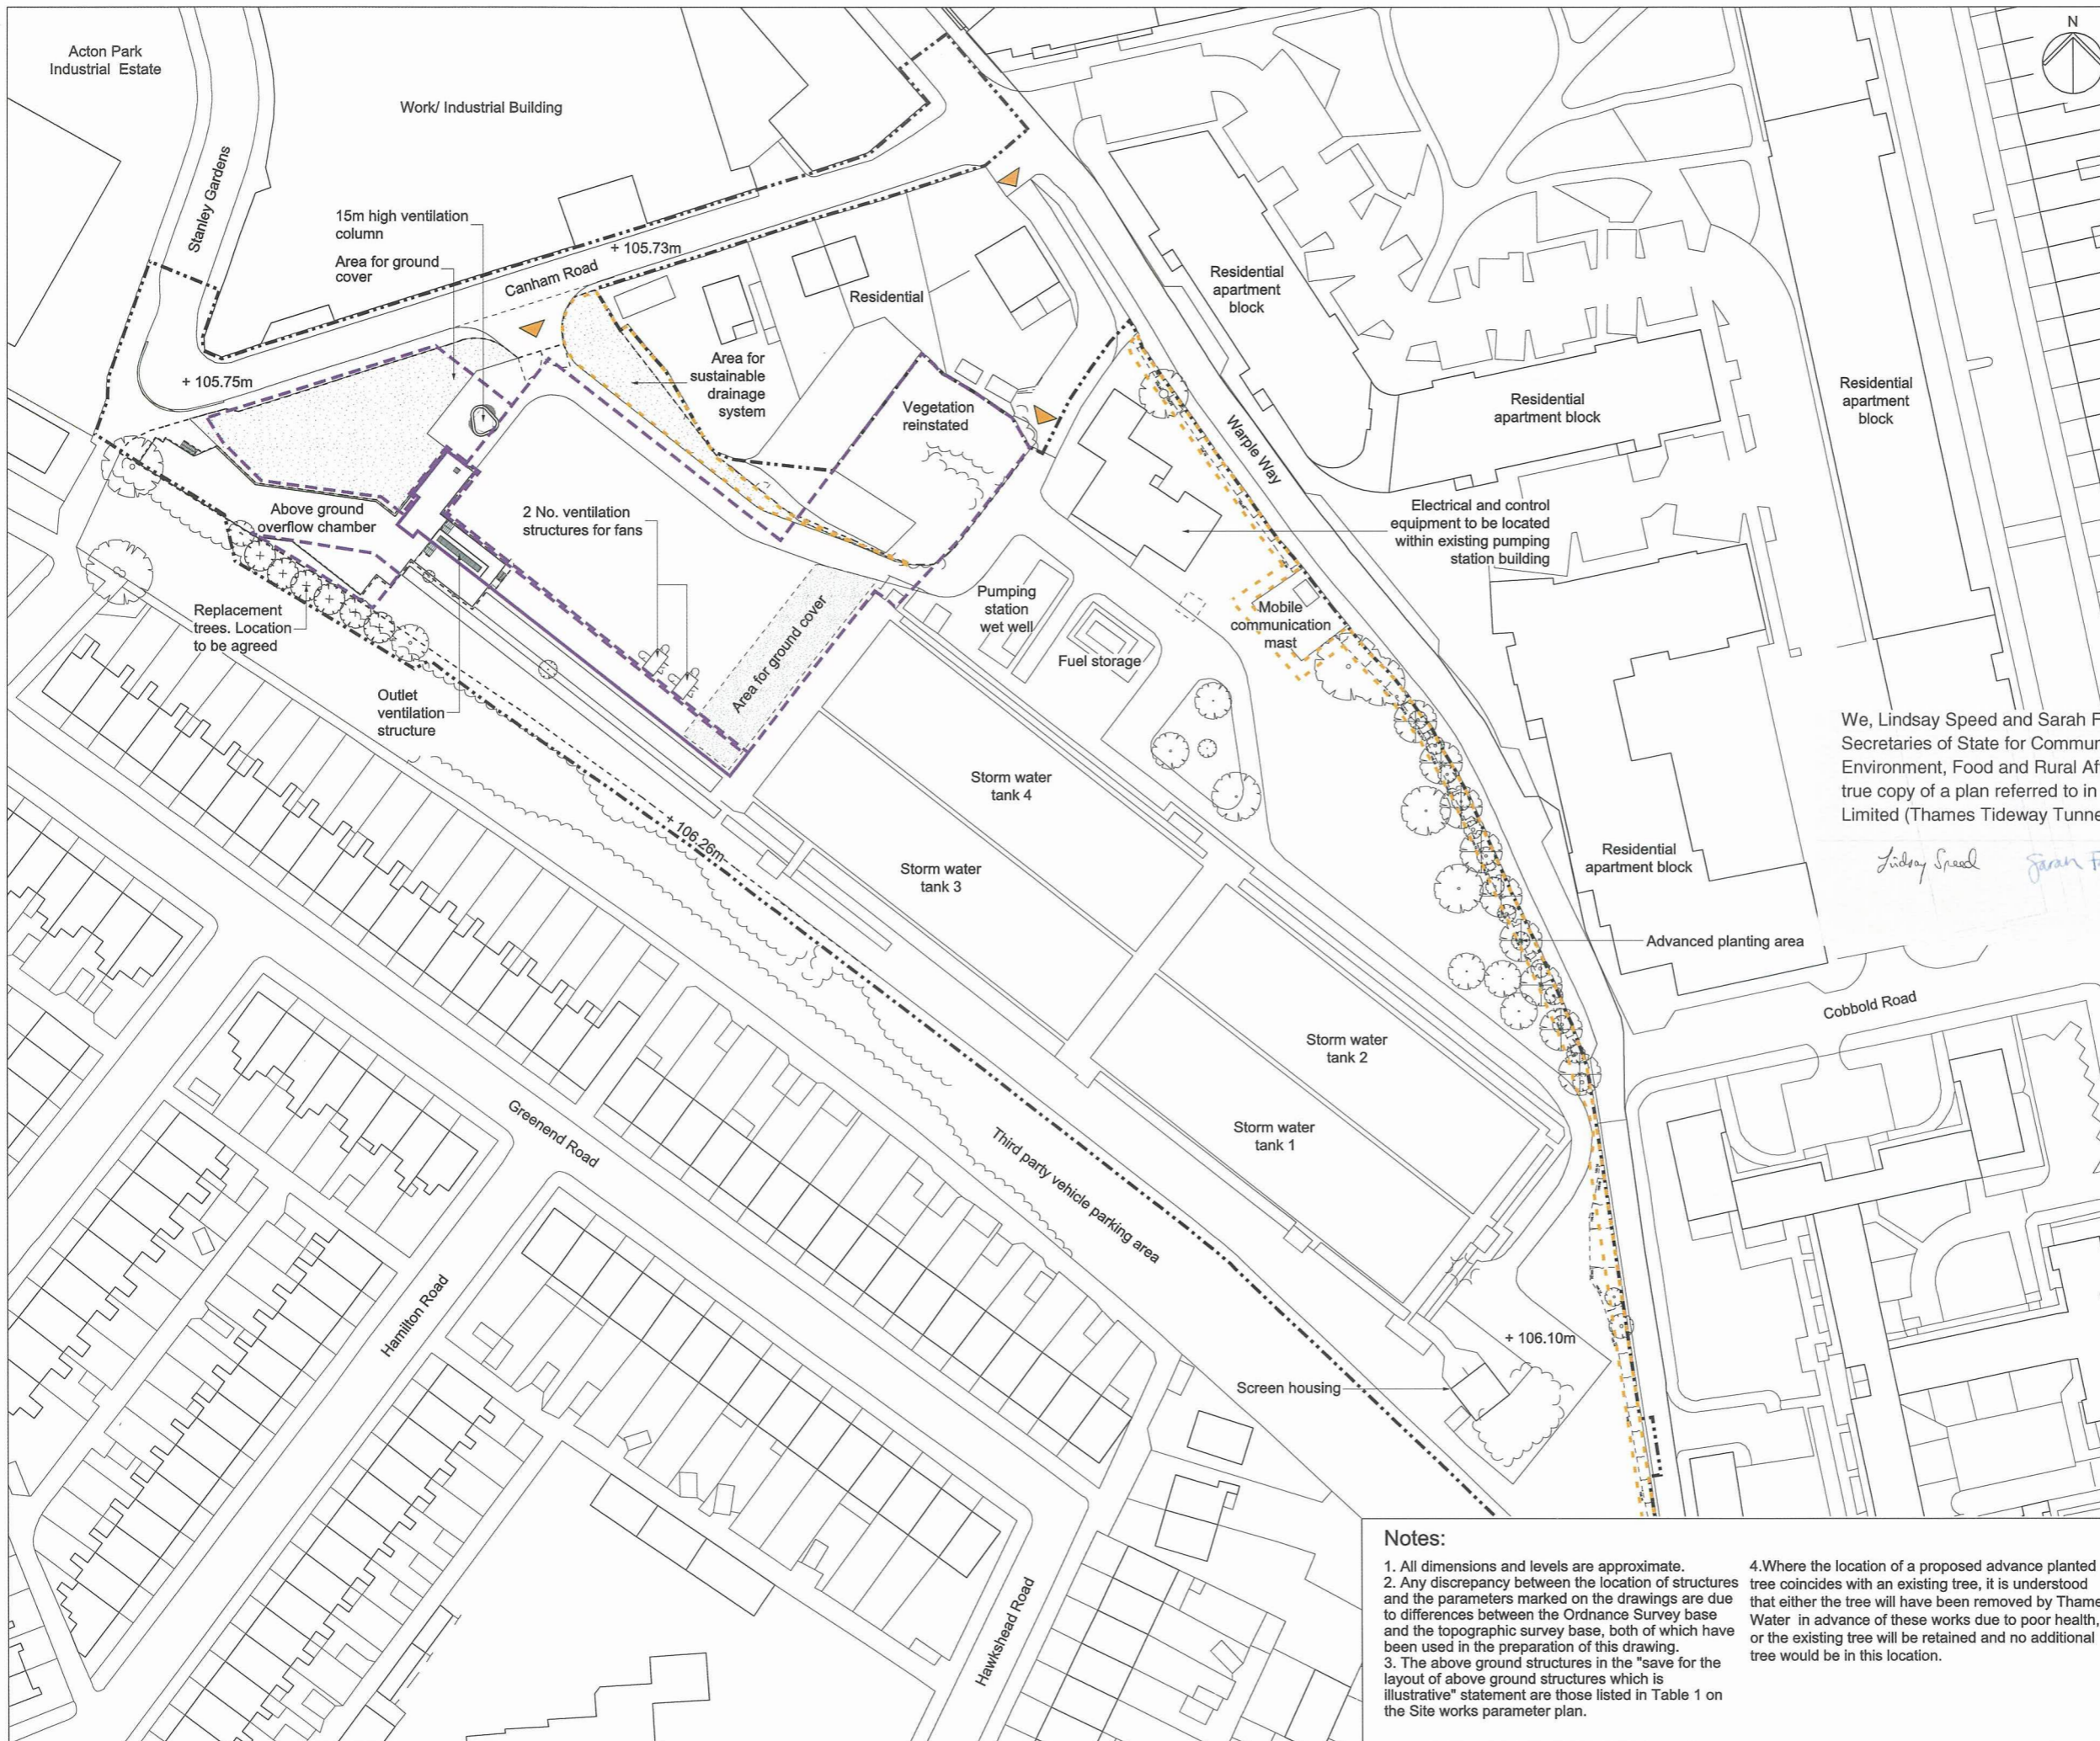 Acton Park
Industrial Estate
Work/ Industrial Building
N
Stanley Gardens
15m high ventilation
column
Area for ground
cover
+ 105.73m
Canham Road
Residential
+ 105.75m
Area for
sustainable
drainage
system
Vegetation
reinstated
Residential
apartment
block
Residential
apartment block
Residential
apartment
block
Warple Way
Above ground
overflow chamber
2 No. ventilation
structures for fans
Electrical and control
equipment to be located
within existing pumping
station building
Replacement
trees. Location
to be agreed
Pumping
station
wet well
Mobile
communication
mast
Fuel storage
Area for ground cover
Outlet
ventilation
structure
We, Lindsay Speed and Sarah F
Secretaries of State for Commun
Environment, Food and Rural Af
true copy of a plan referred to in
Limited (Thames Tideway Tunne
Lindsay Speed Sarah F
Storm water
tank 4
+ 106.26m
Storm water
tank 3
Residential
apartment block
Advanced planting area
Cobbold Road
Storm water
tank 2
Storm water
tank 1
Greenend Road
Third party vehicle parking area
Hamilton Road
+ 106.10m
Screen housing
Hawkshead Road
Notes:
1. All dimensions and levels are approximate.
2. Any discrepancy between the location of structures
and the parameters marked on the drawings are due
to differences between the Ordnance Survey base
and the topographic survey base, both of which have
been used in the preparation of this drawing.
3. The above ground structures in the "save for the
layout of above ground structures which is
illustrative" statement are those listed in Table 1 on
the Site works parameter plan.
4.Where the location of a proposed advance planted
tree coincides with an existing tree, it is understood
that either the tree will have been removed by Thame
Water in advance of these works due to poor health,
or the existing tree will be retained and no additional
tree would be in this location.